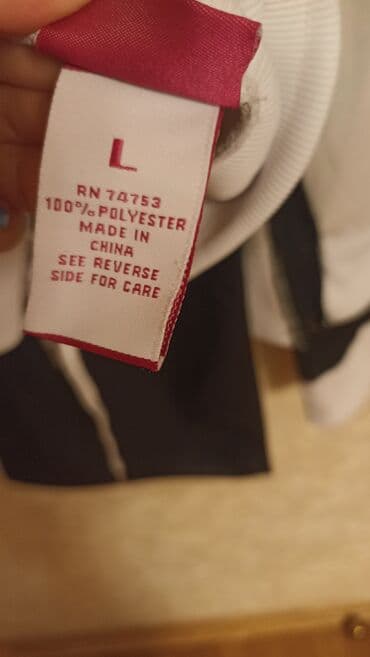 L
RN 74753
100% POLYESTER
MADE IN
CHINA
SEE REVERSE
SIDE FOR CARE